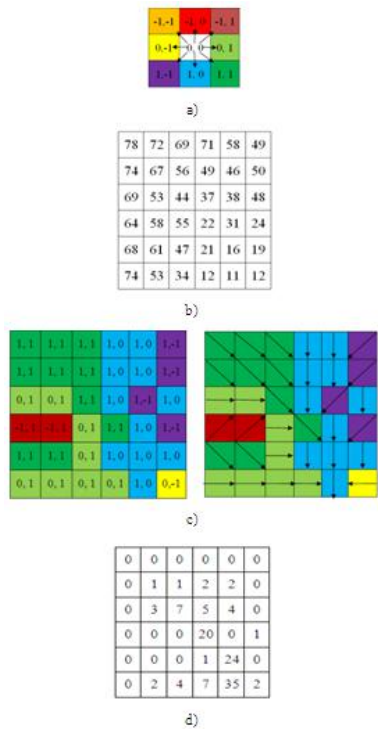 -1,-1 -1, 0 -1, 1
0,-1 0, 0 0, 1
1,-1 1, 0 1, 1
a)
78 72 69 71 58 49
74 67 56 49 46 50
69 53 44 37 38 48
64 58 55 22 31 24
68 61 47 21 16 19
74 53 34 12 11 12
b)
1, 1 1, 1 1, 1 1, 0 1, 0 1,-1
1, 1 1, 1 1, 1 1, 0 1, 0 1,-1
0, 1 0, 1 1, 1 1, 0 1,-1 1, 0
-1, 1 -1, 1 0, 1 1, 1 1, 0 1,-1
1, 1 1, 1 0, 1 1, 0 1, 0 1, 0
0, 1 0, 1 0, 1 0, 1 1, 0 0,-1
c)
0 0 0 0 0 0
0 1 1 2 2 0
0 3 7 5 4 0
0 0 0 20 0 1
0 0 0 1 24 0
0 2 4 7 35 2
d)